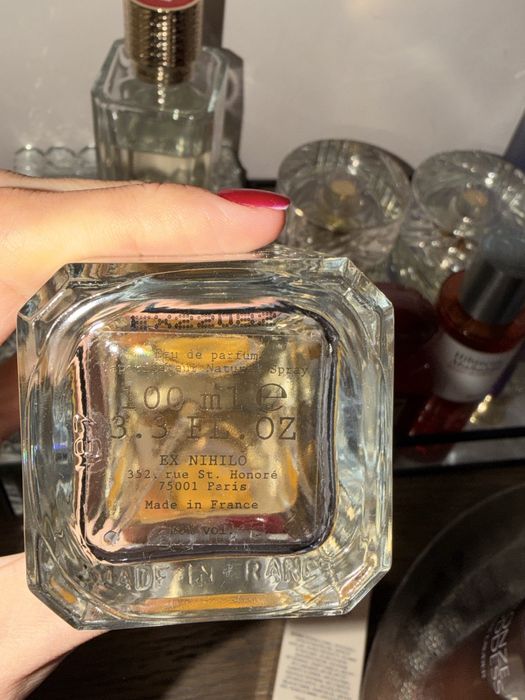 Eau de parfum
Natural Spray
100 ml e
3.3 FL. OZ
EX NIHILO
352, rue St. Honoré
75001 Paris
Made in France
vol
MADE IN FRANCE